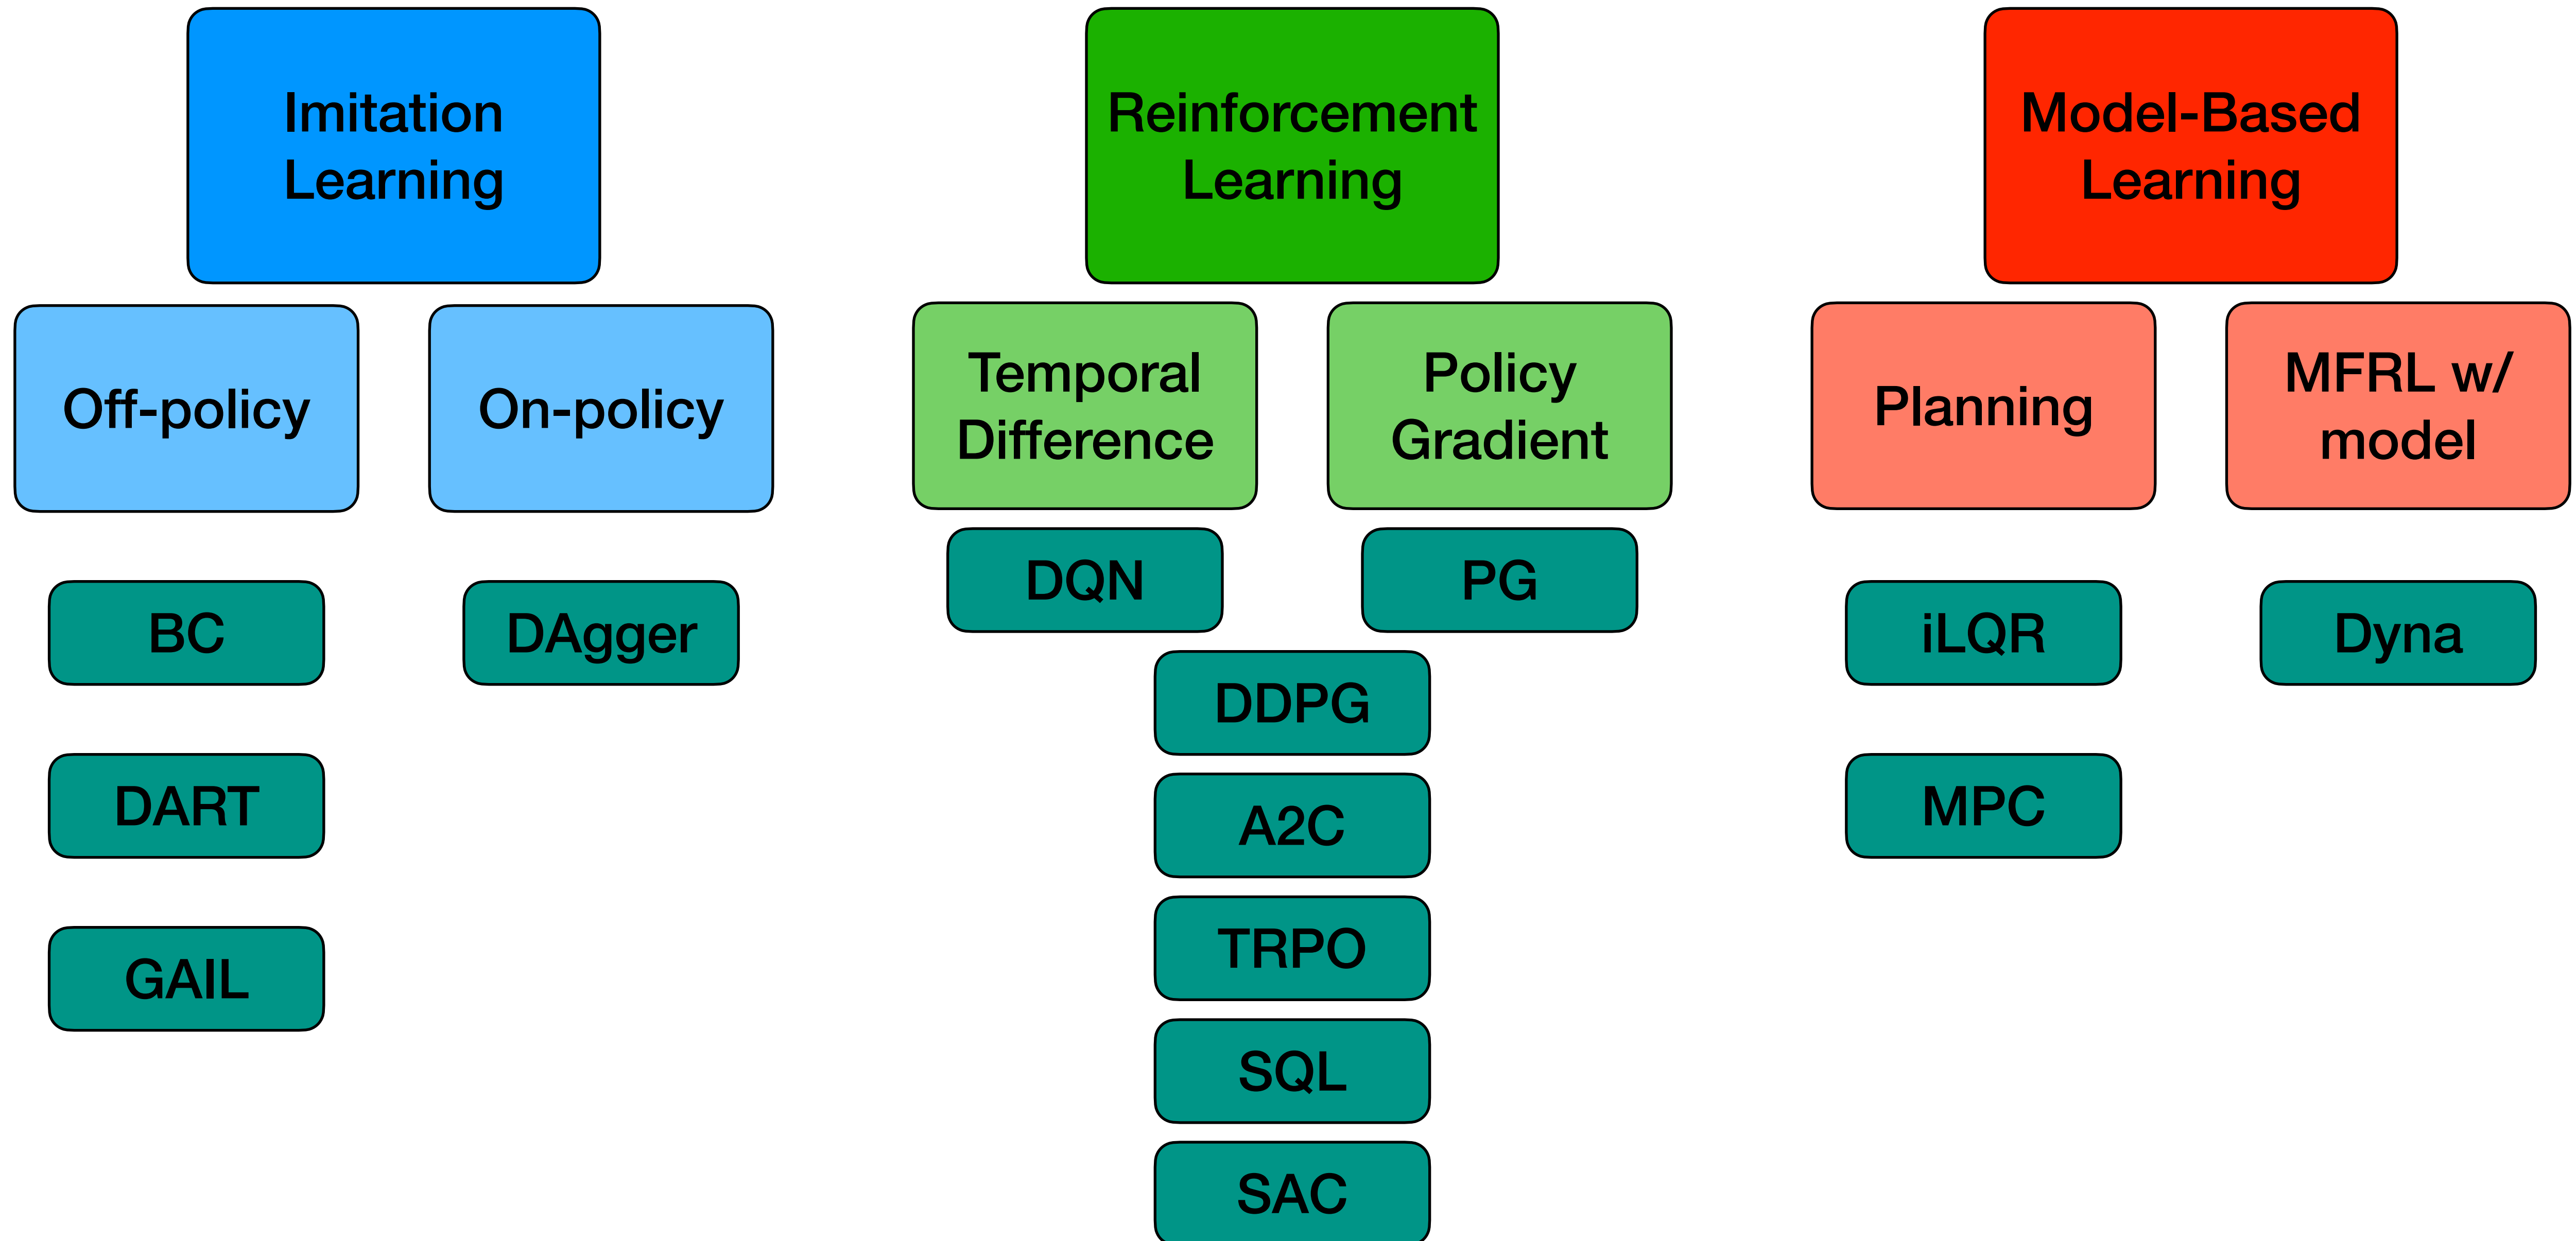 Imitation
Learning
Reinforcement
Learning
Model-Based
Learning
Off-policy
On-policy
Temporal
Difference
Policy
Gradient
Planning
MFRL w/
model
BC
DART
GAIL
DAgger
DQN
PG
DDPG
A2C
TRPO
SQL
SAC
iLQR
MPC
Dyna